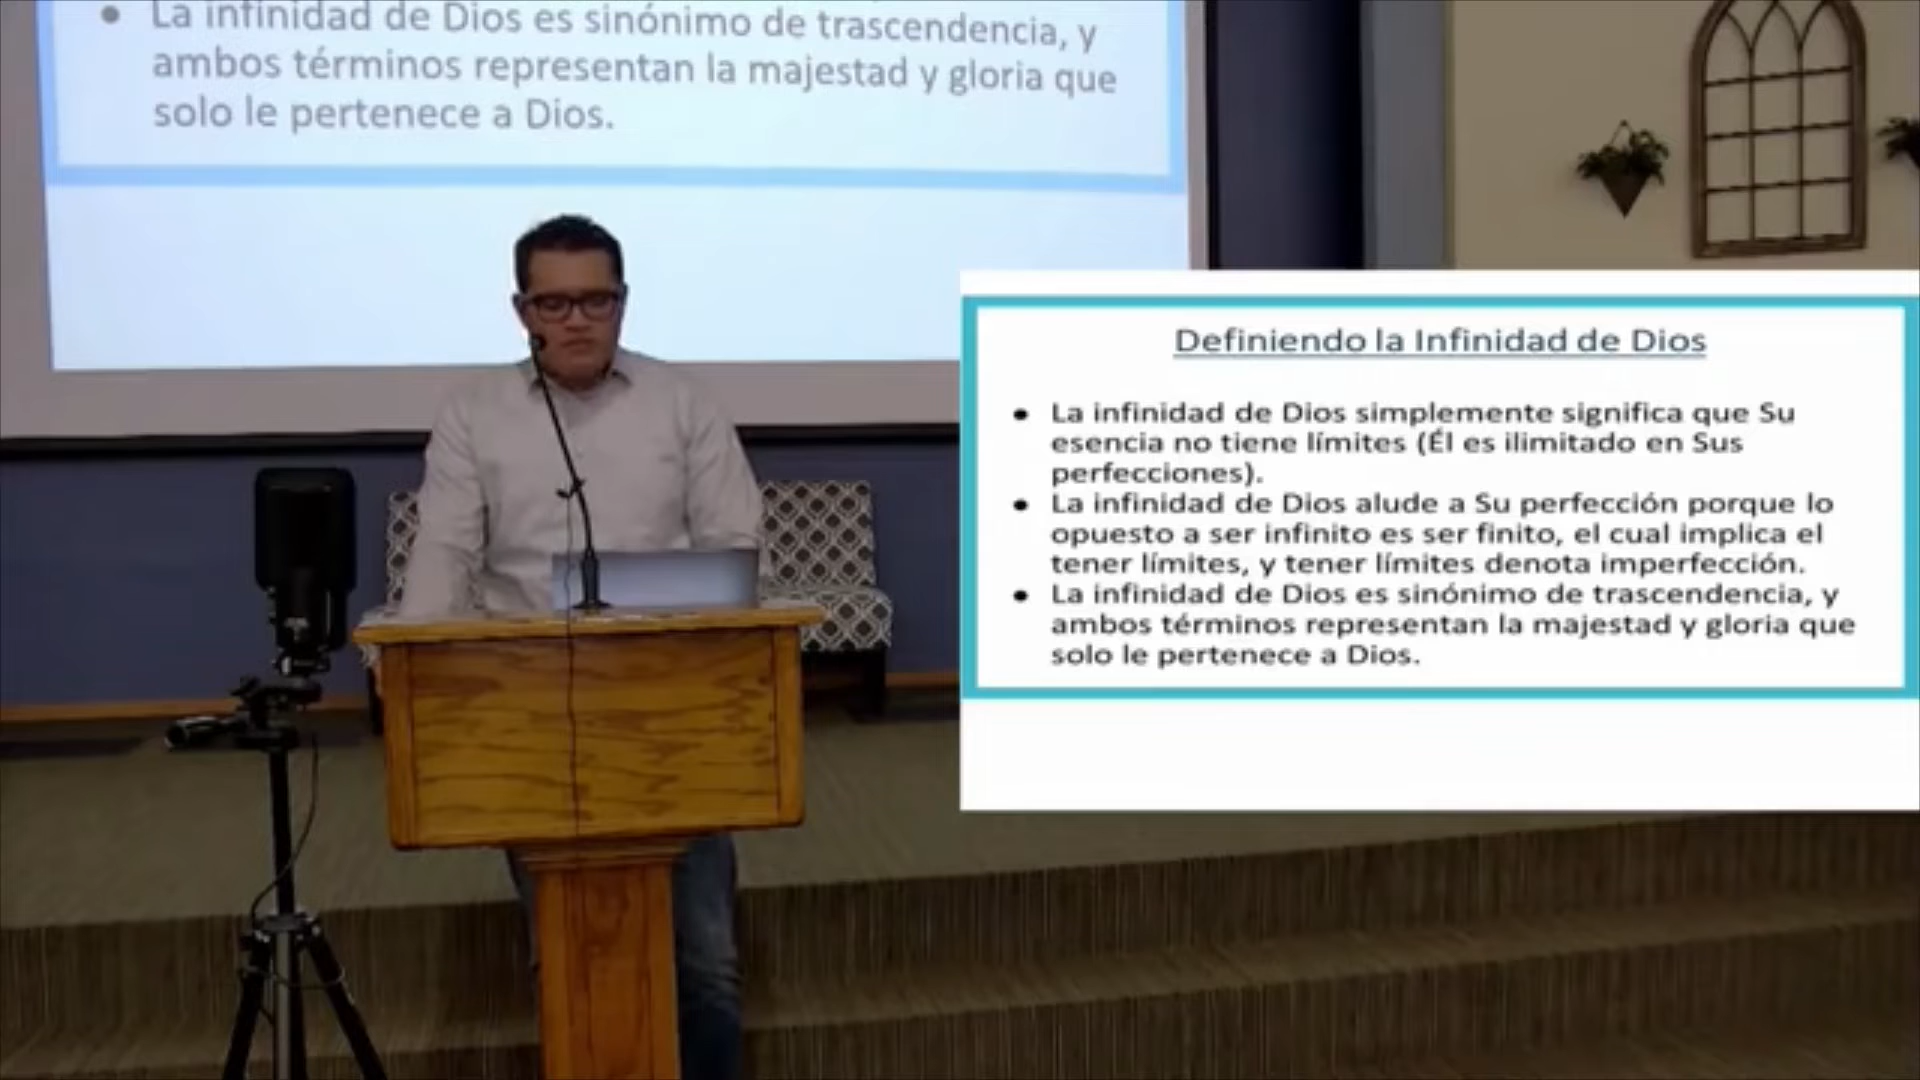 La infinidad de Dios es sinónimo de trascendencia, y
ambos términos representan la majestad y gloria que
solo le pertenece a Dios.
Definiendo la Infinidad de Dios
● La infinidad de Dios simplemente significa que Su
esencia no tiene límites (Él es ilimitado en Sus
perfecciones).
● La infinidad de Dios alude a Su perfección porque lo
opuesto a ser infinito es ser finito, el cual implica el
tener límites, y tener límites denota imperfección.
● La infinidad de Dios es sinónimo de trascendencia, y
ambos términos representan la majestad y gloria que
solo le pertenece a Dios.